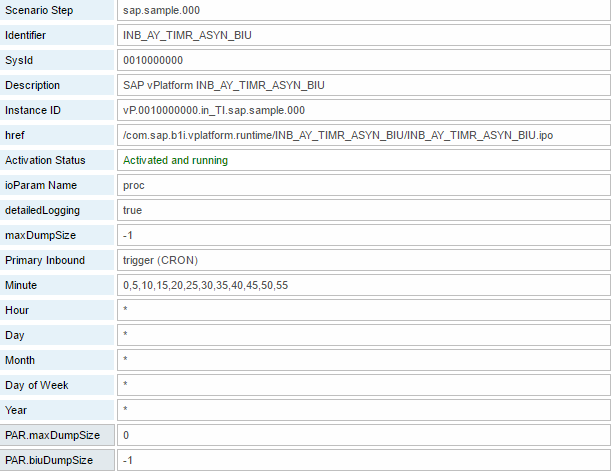 Scenario Step sap.sample.000
Identifier INB_AY_TIMR_ASYN_BIU
SysId 0010000000
Description SAP vPlatform INB_AY_TIMR_ASYN_BIU
Instance ID vP.0010000000.in_TI.sap.sample.000
href /com.sap.b1i.vplatform.runtime/INB_AY_TIMR_ASYN_BIU/INB_AY_TIMR_ASYN_BIU.ipo
Activation Status Activated and running
ioParam Name proc
detailedLogging true
maxDumpSize -1
Primary Inbound trigger (CRON)
Minute 0,5,10,15,20,25,30,35,40,45,50,55
Hour *
Day *
Month *
Day of Week *
Year *
PAR.maxDumpSize 0
PAR.biuDumpSize -1